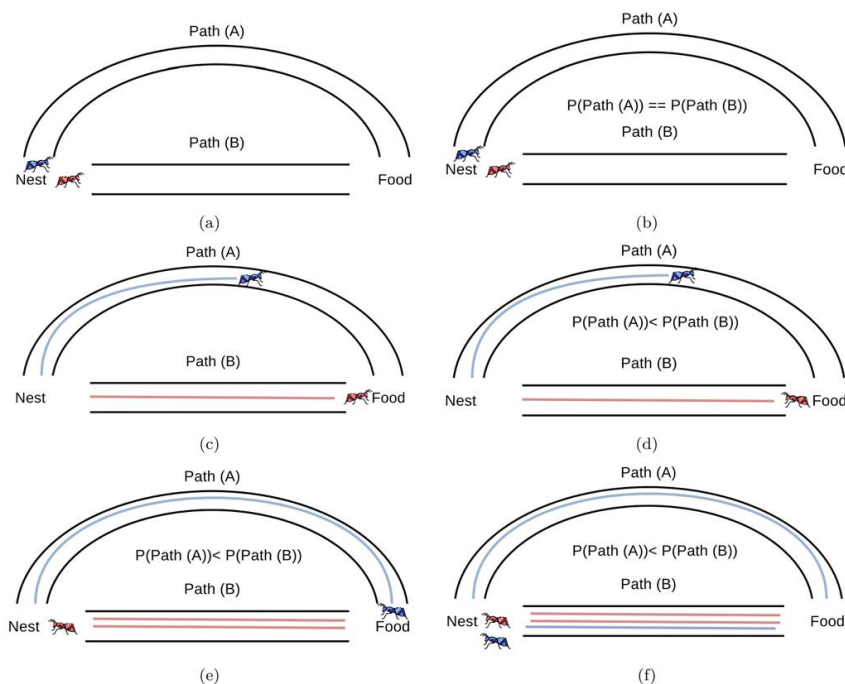 Path (A)
Path (B)
Nest
Food
(a)
Path (A)
P(Path (A)) == P(Path (B))
Path (B)
Nest
Food
(b)
Path (A)
Path (B)
Nest
Food
(c)
Path (A)
P(Path (A))< P(Path (B))
Path (B)
Nest
Food
(d)
Path (A)
P(Path (A))< P(Path (B))
Path (B)
Nest
Food
(e)
Path (A)
P(Path (A))< P(Path (B))
Path (B)
Nest
Food
(f)